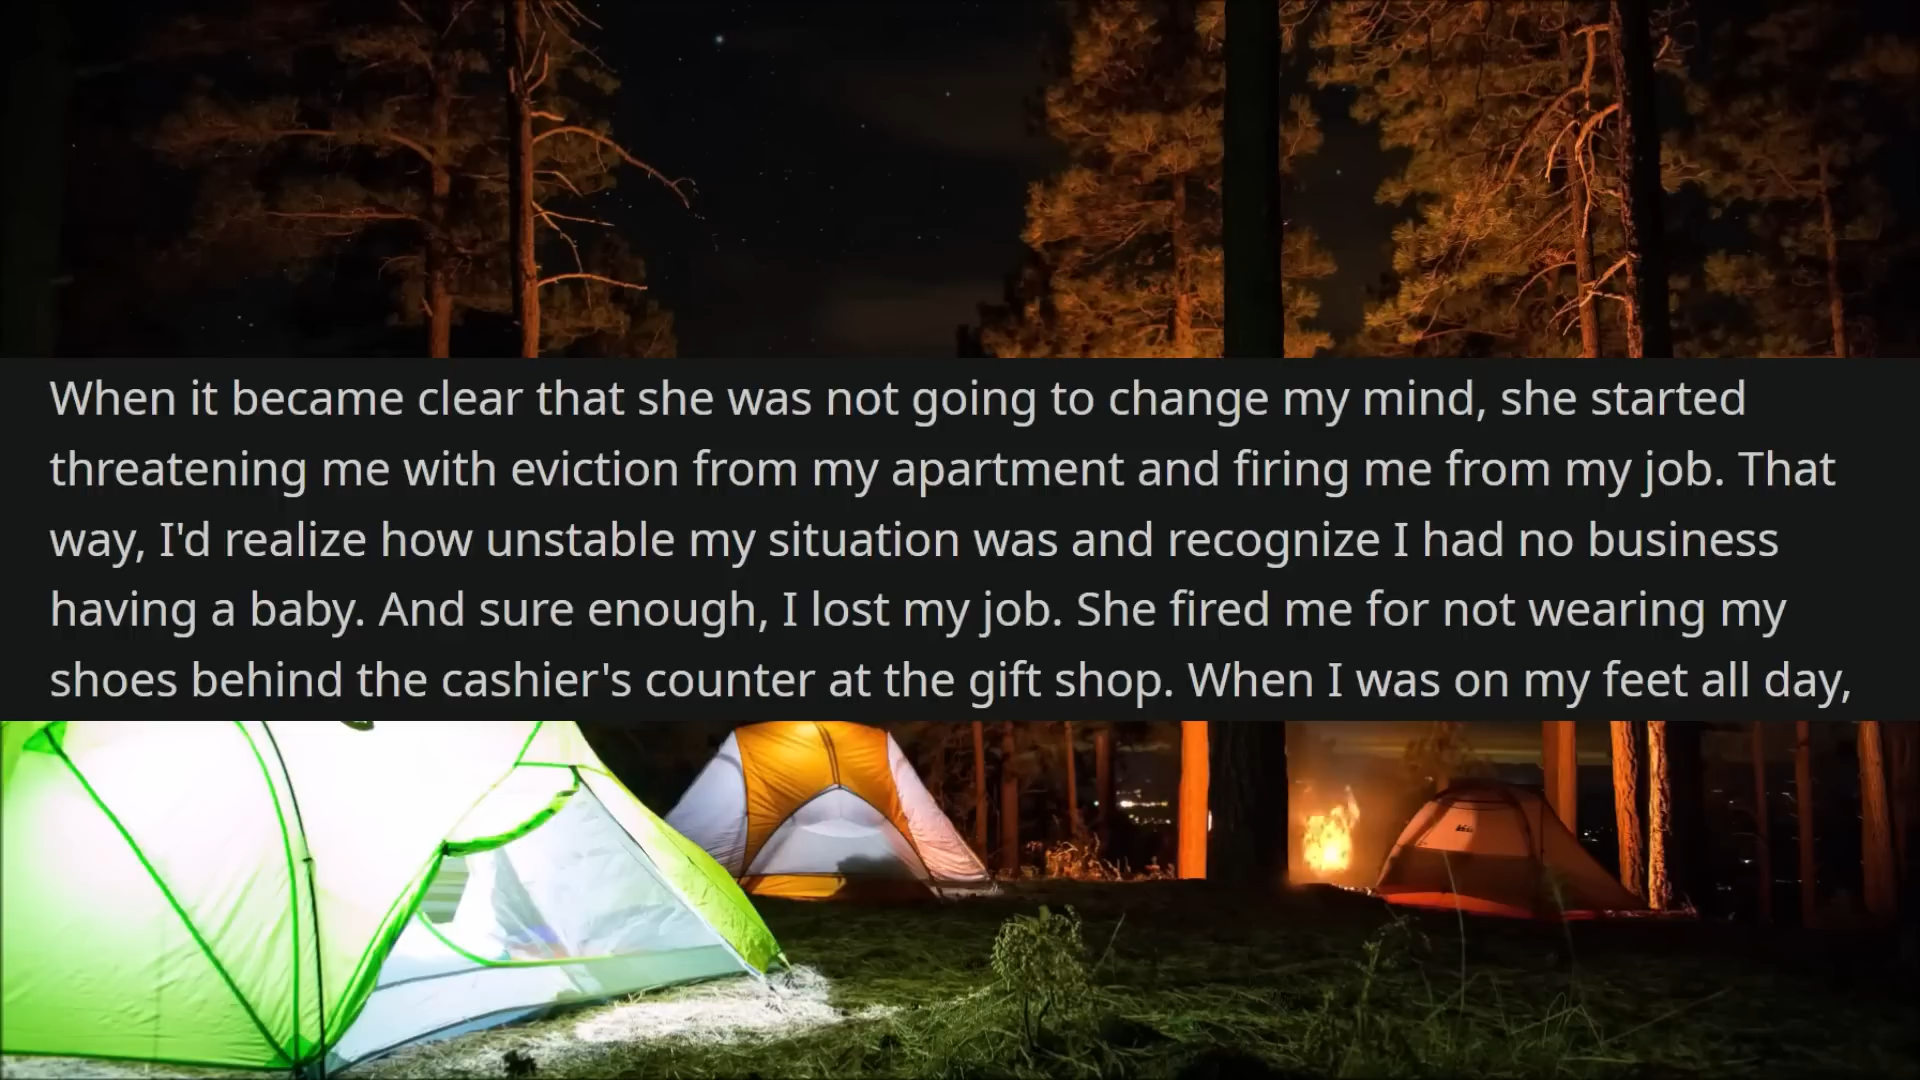 When it became clear that she was not going to change my mind, she started
threatening me with eviction from my apartment and firing me from my job. That
way, I'd realize how unstable my situation was and recognize I had no business
having a baby. And sure enough, I lost my job. She fired me for not wearing my
shoes behind the cashier's counter at the gift shop. When I was on my feet all day,